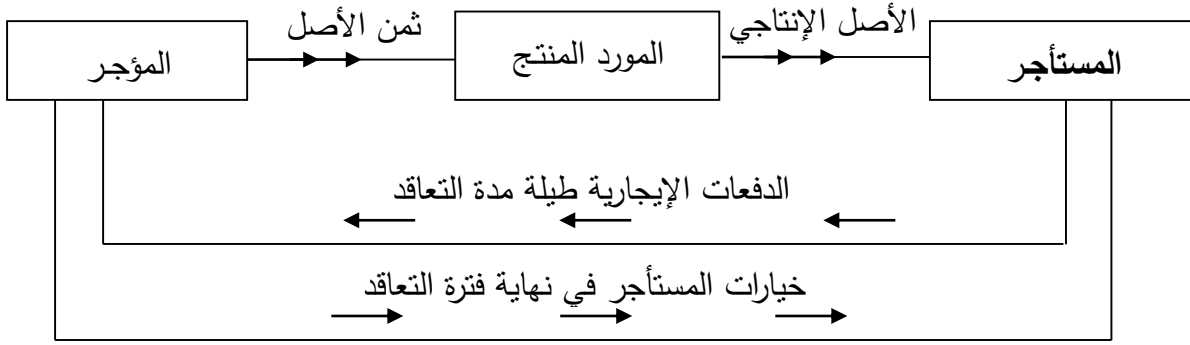 المستأجر
الأصل الإنتاجي
المورد المنتج
ثمن الأصل
المؤجر
الدفعات الإيجارية طيلة مدة التعاقد
خيارات المستأجر في نهاية فترة التعاقد